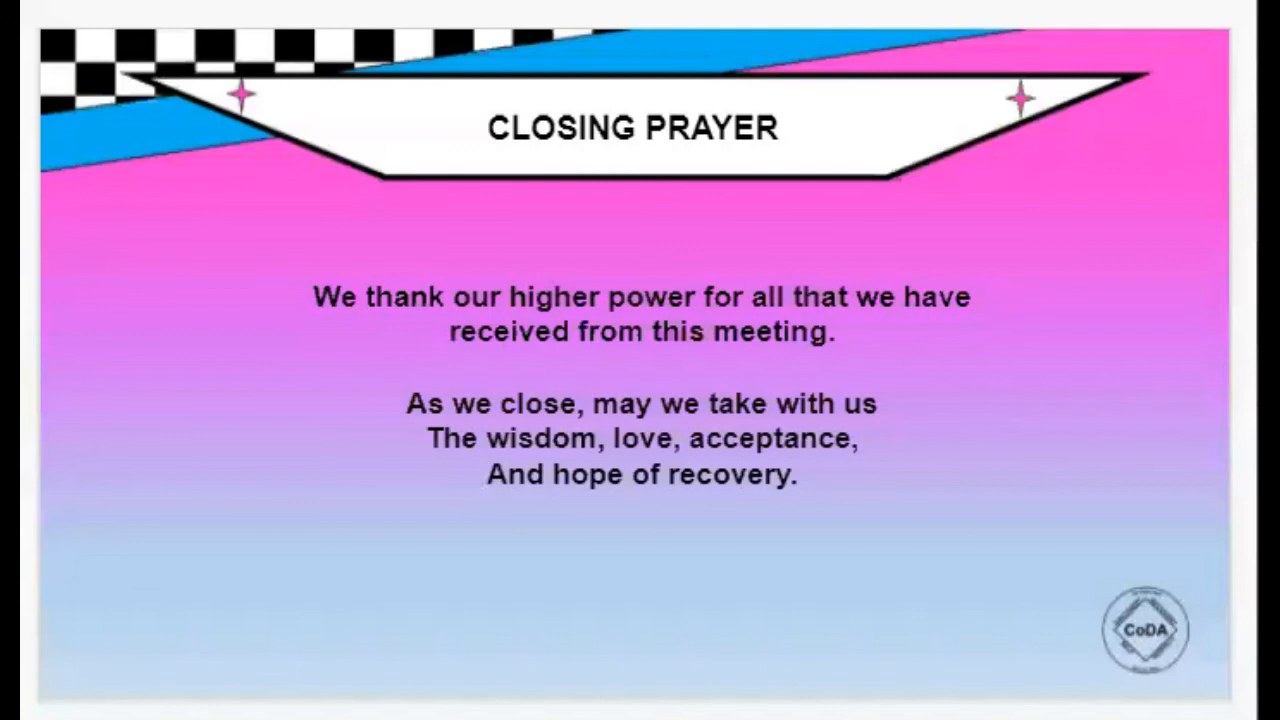 CLOSING PRAYER
We thank our higher power for all that we have
received from this meeting.
As we close, may we take with us
The wisdom, love, acceptance,
And hope of recovery.
CoDA